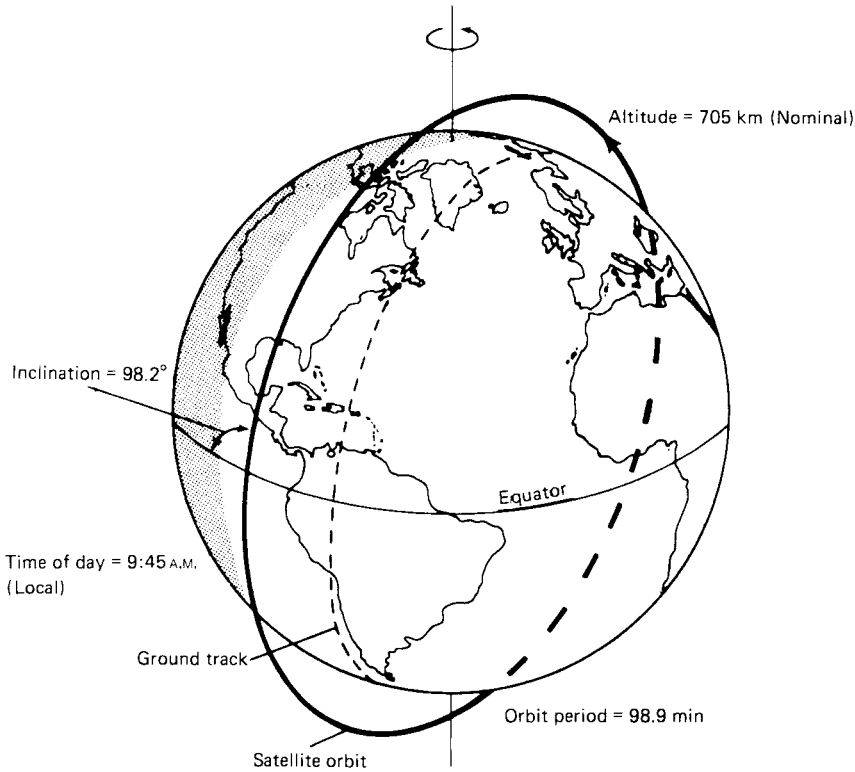 Altitude = 705 km (Nominal)
Inclination = 98.2°
Equator
Time of day = 9:45 A.M.
(Local)
Ground track
Orbit period = 98.9 min
Satellite orbit